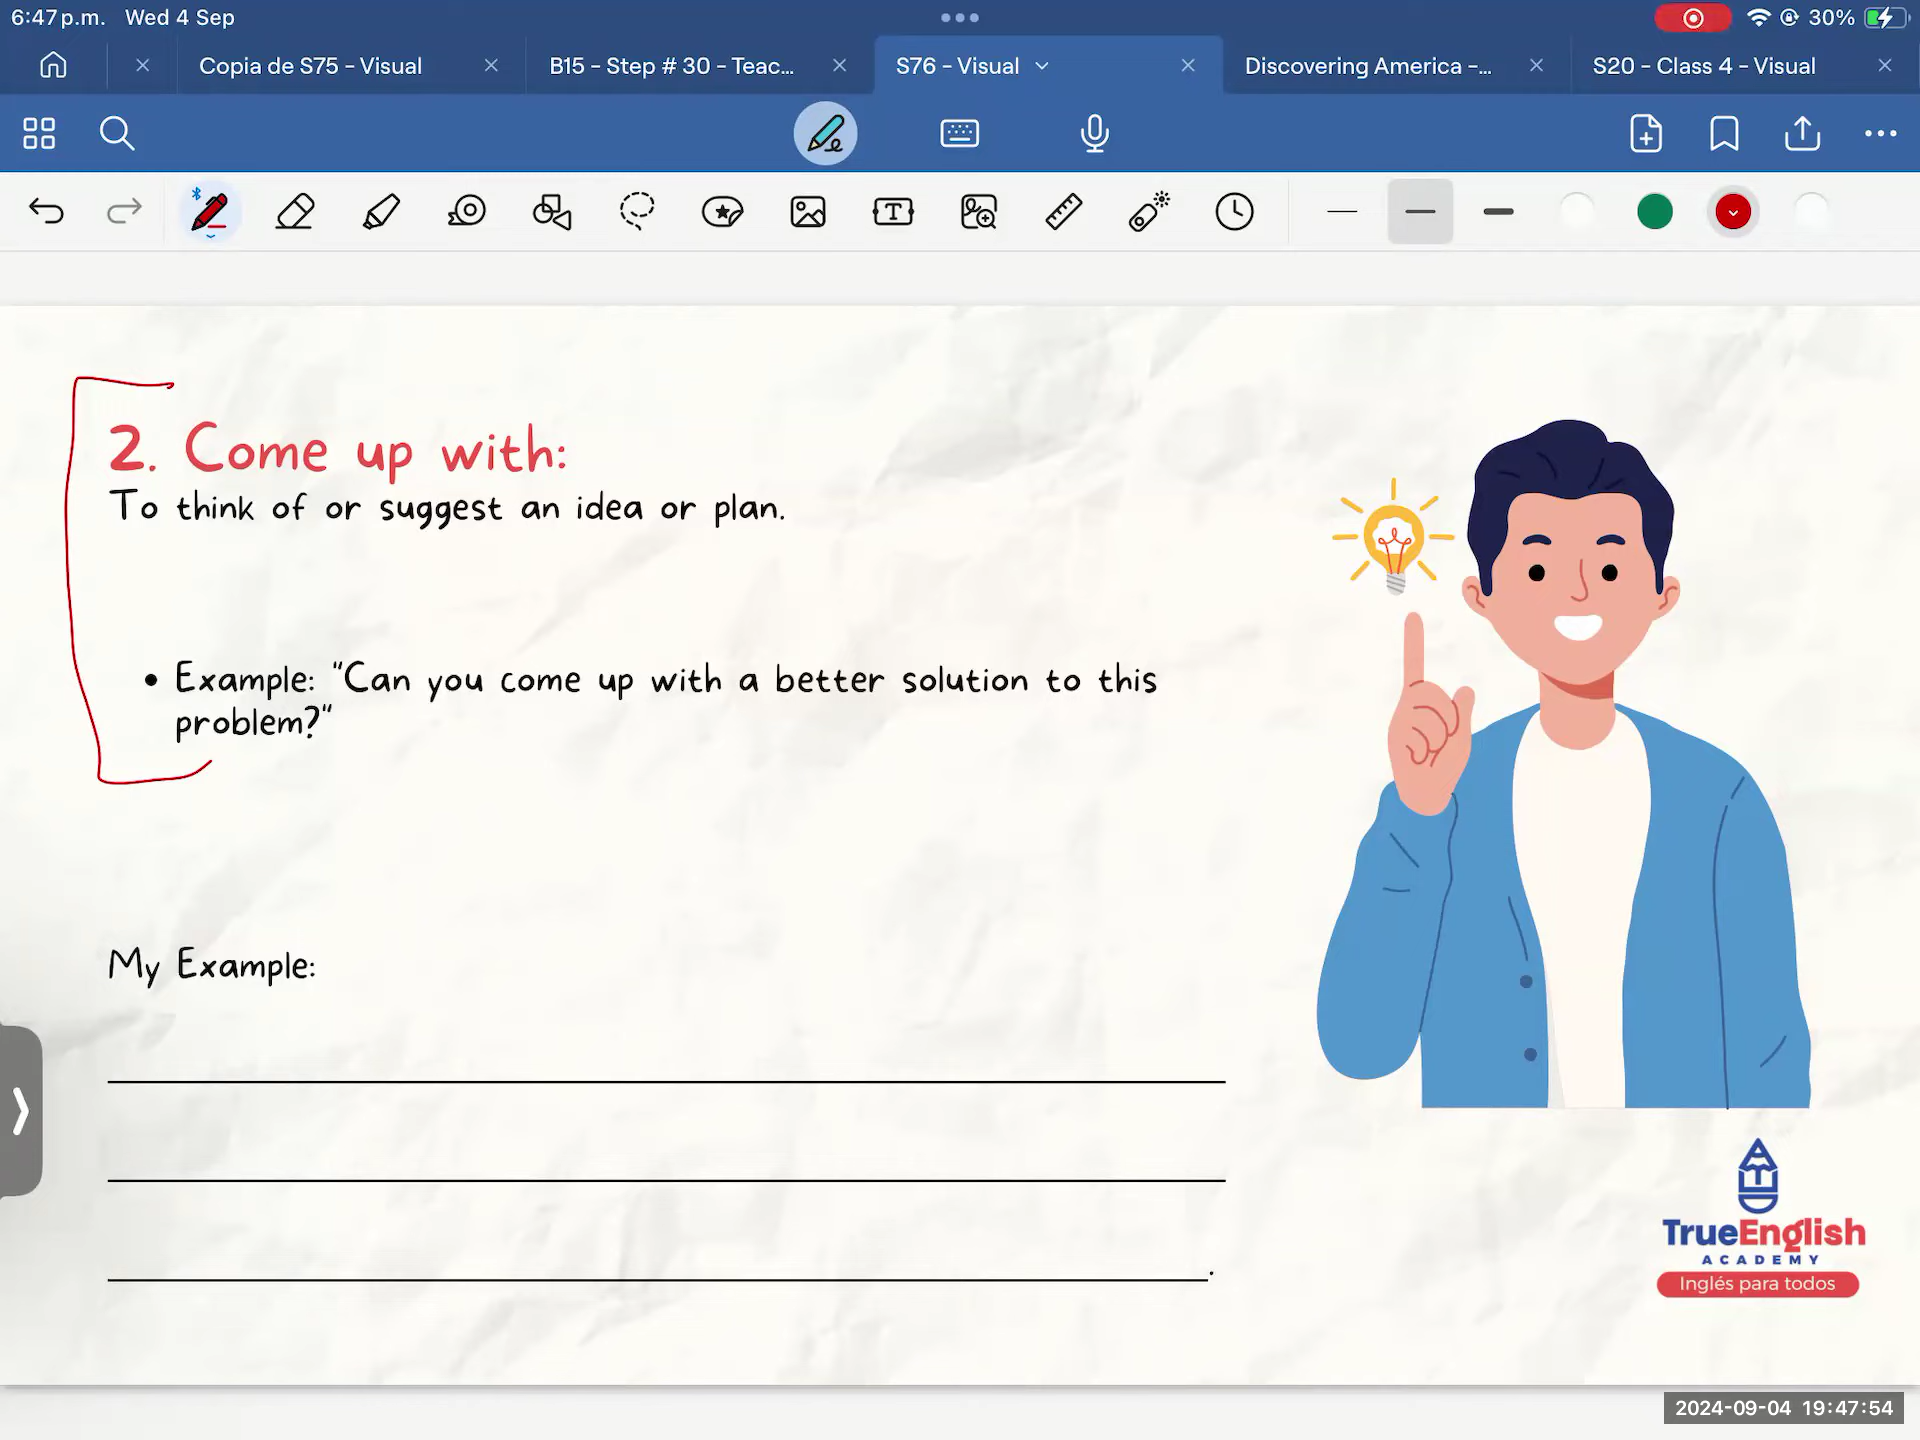 6:47 p.m. Wed 4 Sep
30%
Copia de S75 - Visual
B15 - Step # 30 - Teac...
S76 - Visual
Discovering America -...
S20 - Class 4 - Visual
2. Come up with:
To think of or suggest an idea or plan.
• Example: "Can you come up with a better solution to this
problem?"
My Example:
.
TrueEnglish
ACADEMY
Inglés para todos
2024-09-04 19:47:54